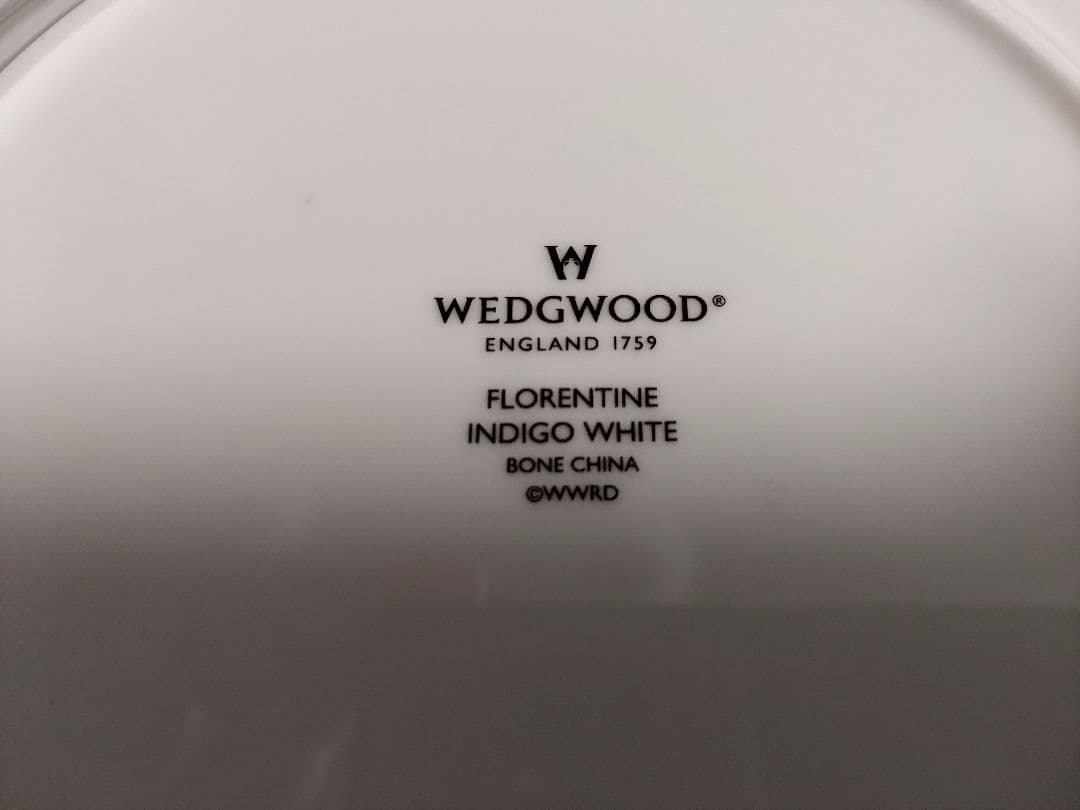 W
WEDGWOOD®
ENGLAND 1759
FLORENTINE
INDIGO WHITE
BONE CHINA
©WWRD